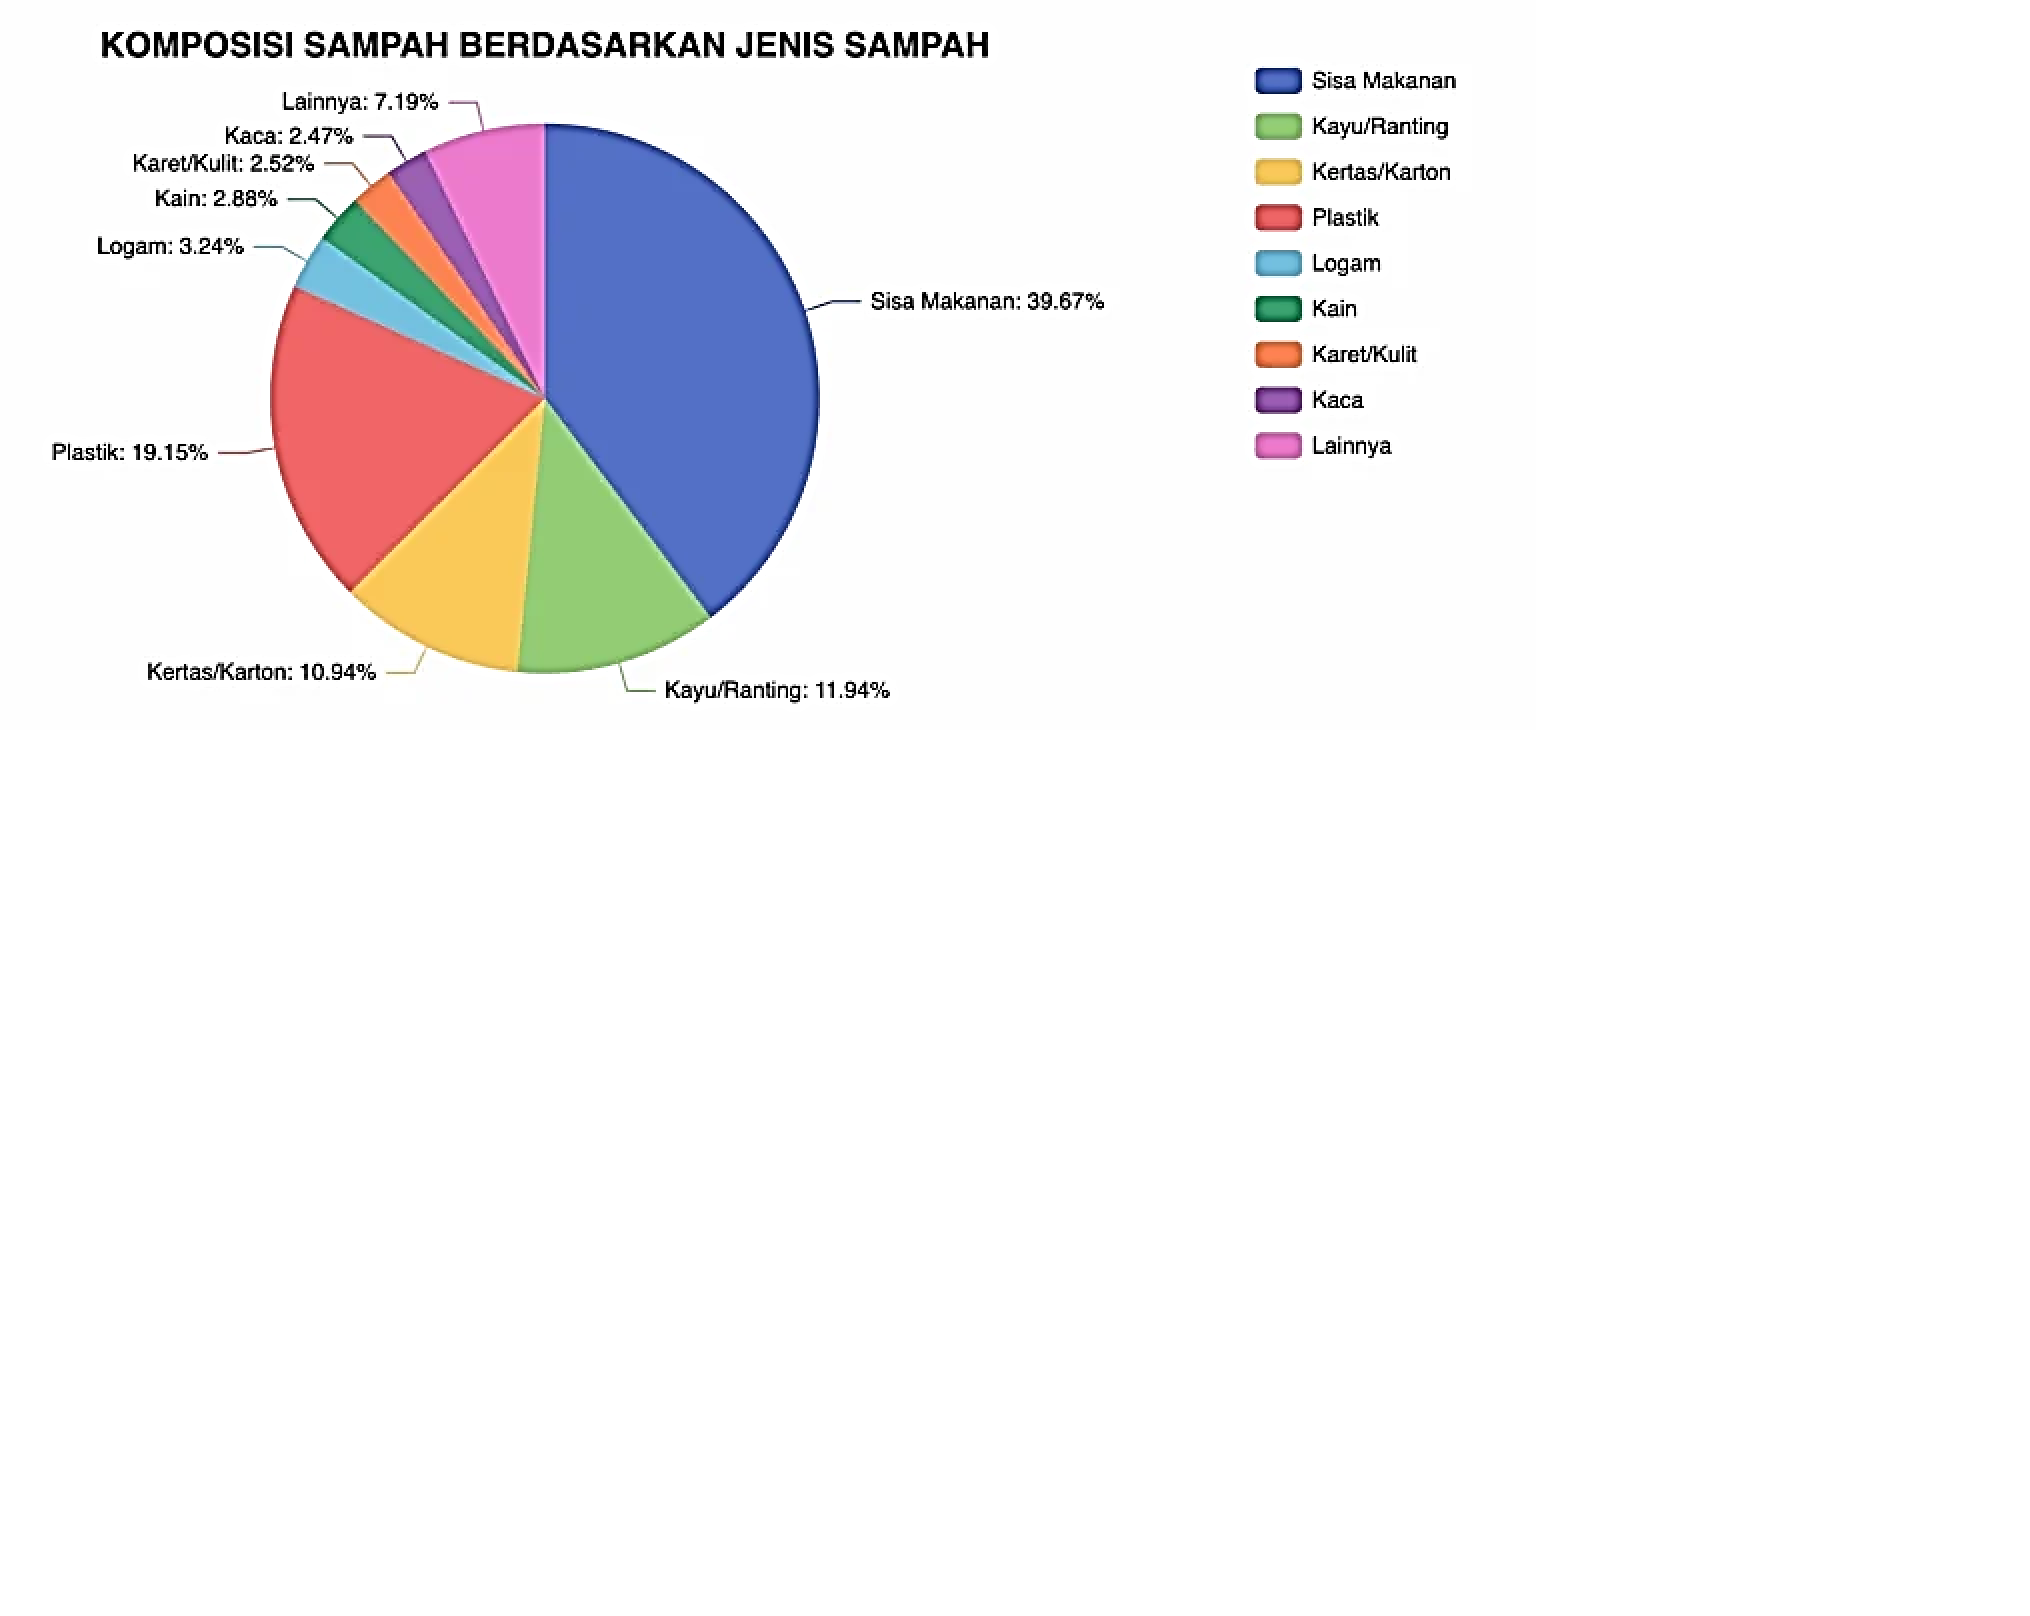 KOMPOSISI SAMPAH BERDASARKAN JENIS SAMPAH
Lainnya: 7.19%
Kaca: 2.47%
Karet/Kulit: 2.52%
Kain: 2.88%
Logam: 3.24%
Sisa Makanan: 39.67%
Plastik: 19.15%
Kertas/Karton: 10.94%
Kayu/Ranting: 11.94%
Sisa Makanan
Kayu/Ranting
Kertas/Karton
Plastik
Logam
Kain
Karet/Kulit
Kaca
Lainnya